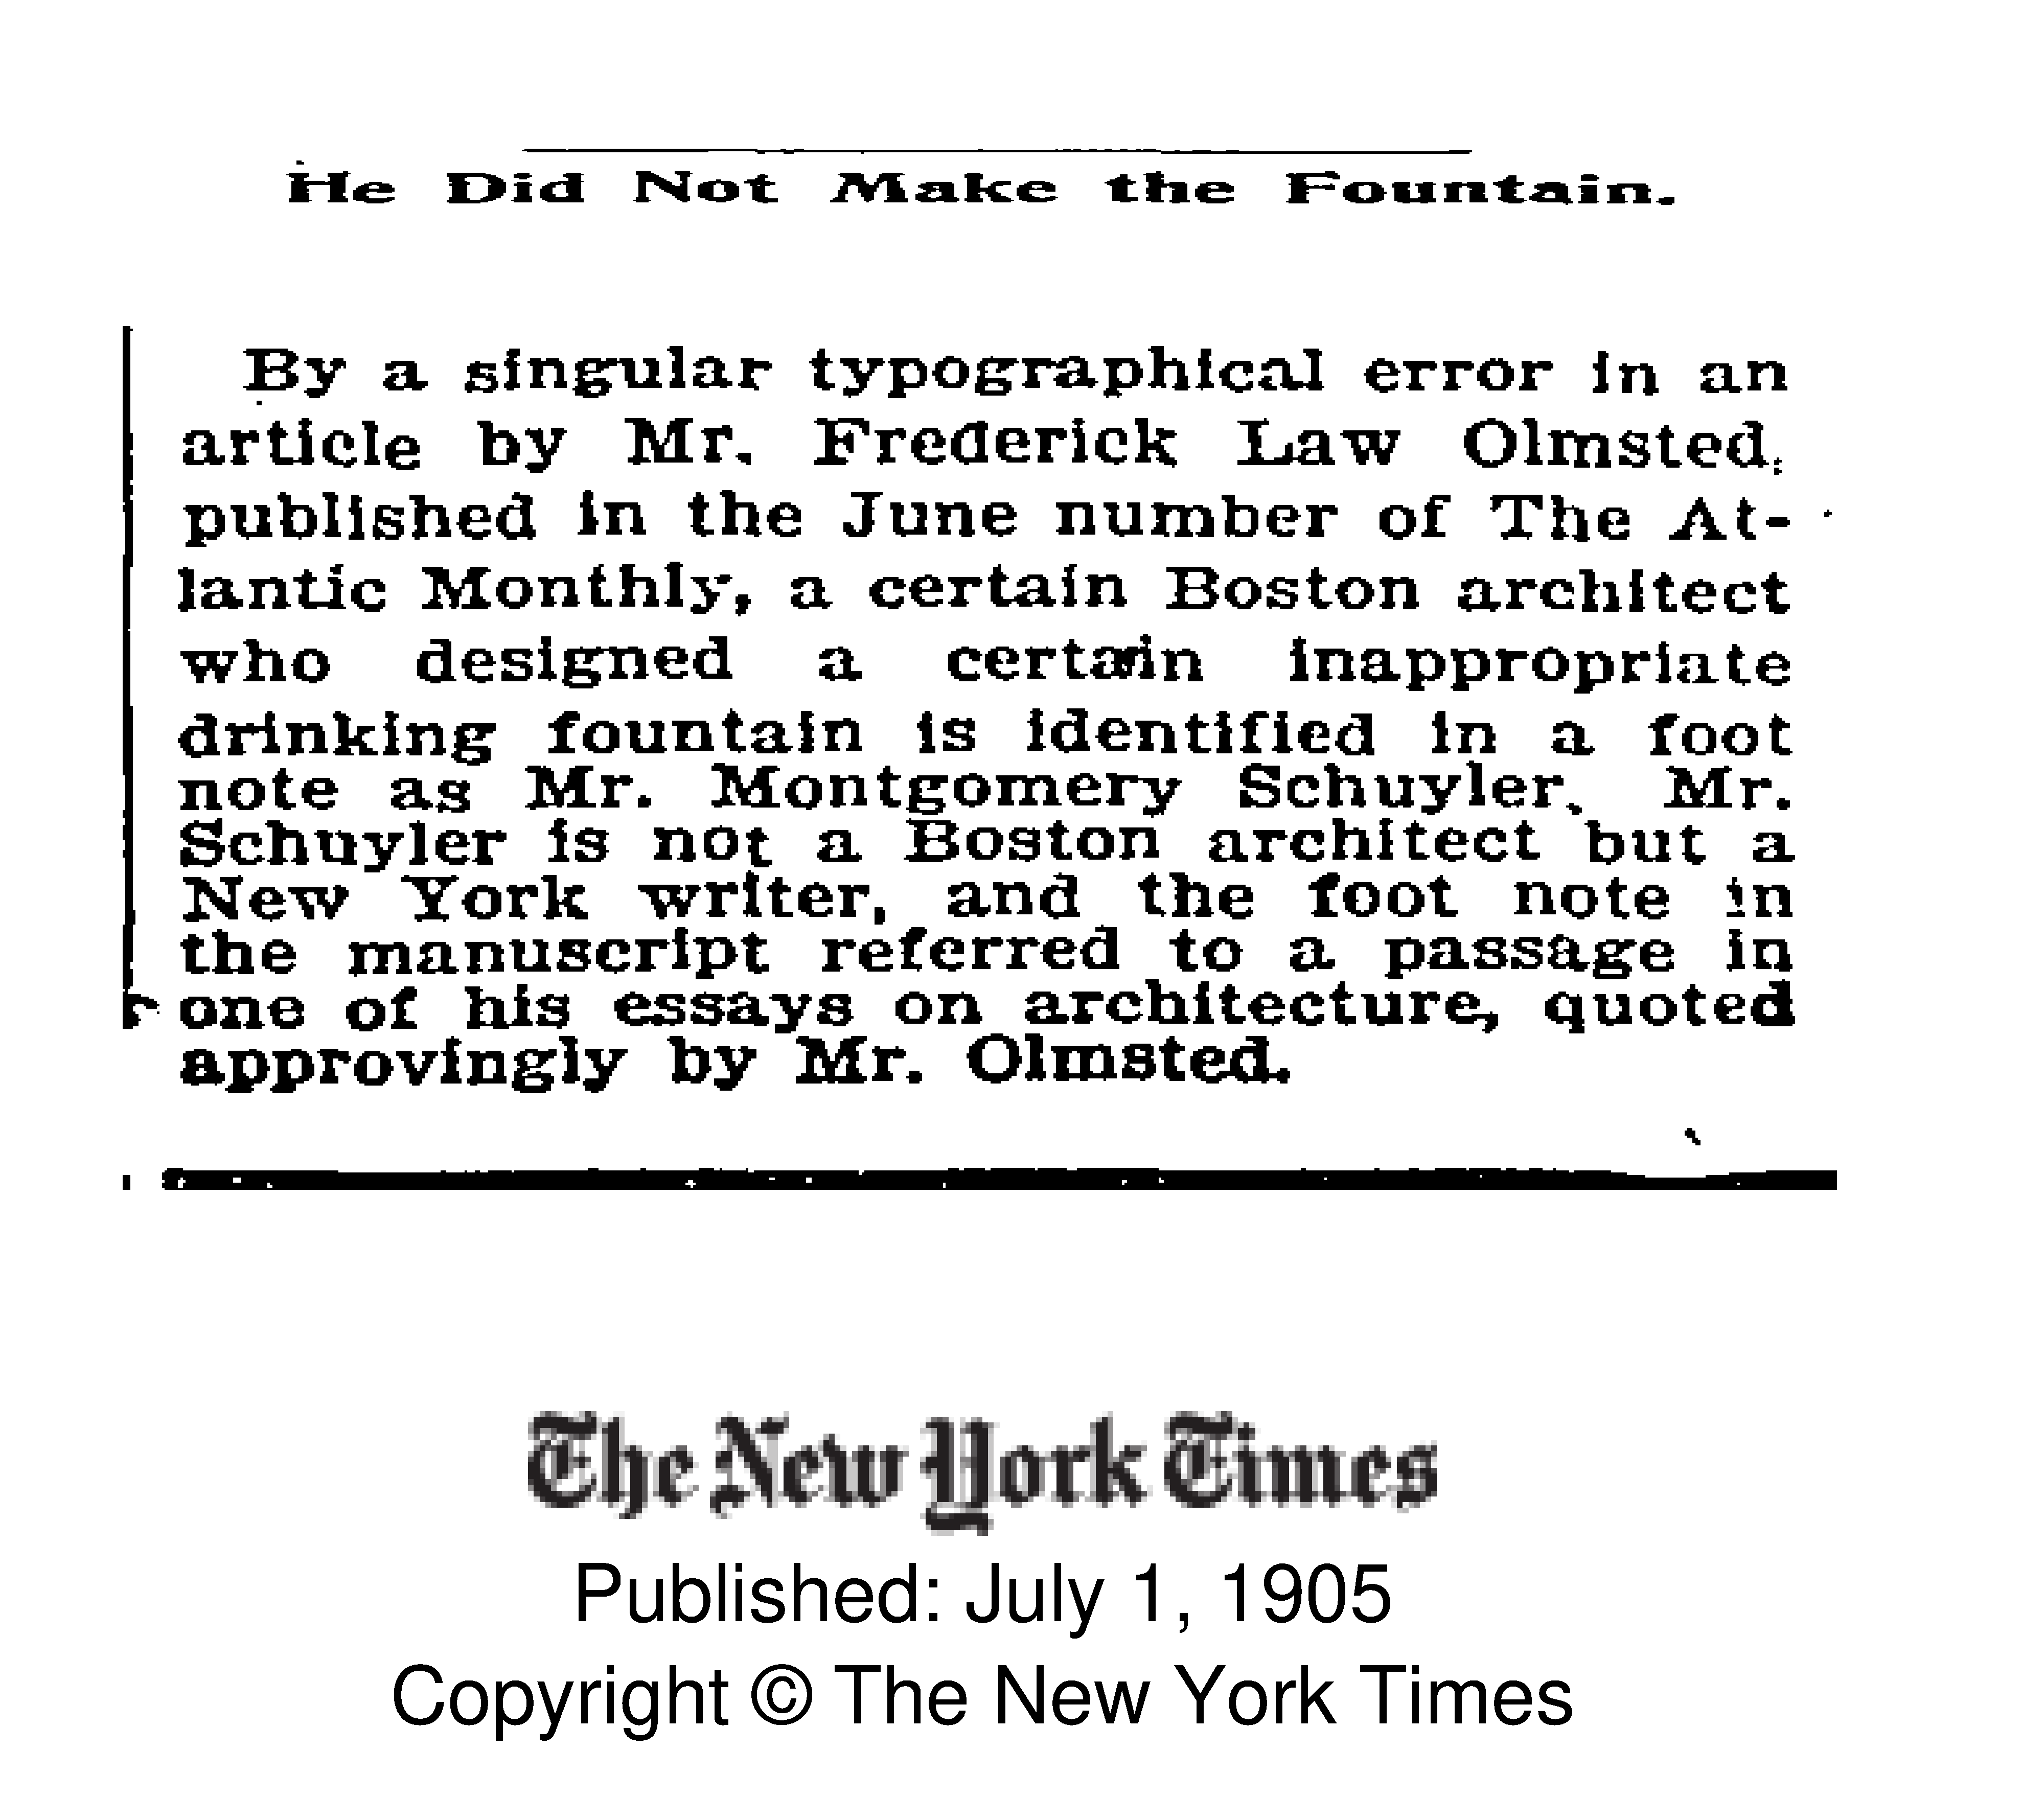 He Did Not Make the Fountain.
By a singular typographical error in an
article by Mr. Frederick Law Olmsted,
published in the June number of The At-
lantic Monthly, a certain Boston architect
who designed a certain inappropriate
drinking fountain is identified in a foot
note as Mr. Montgomery Schuyler. Mr.
Schuyler is not a Boston architect but a
New York writer, and the foot note in
the manuscript referred to a passage in
one of his essays on architecture, quoted
approvingly by Mr. Olmsted.
The New York Times
Published: July 1, 1905
Copyright © The New York Times